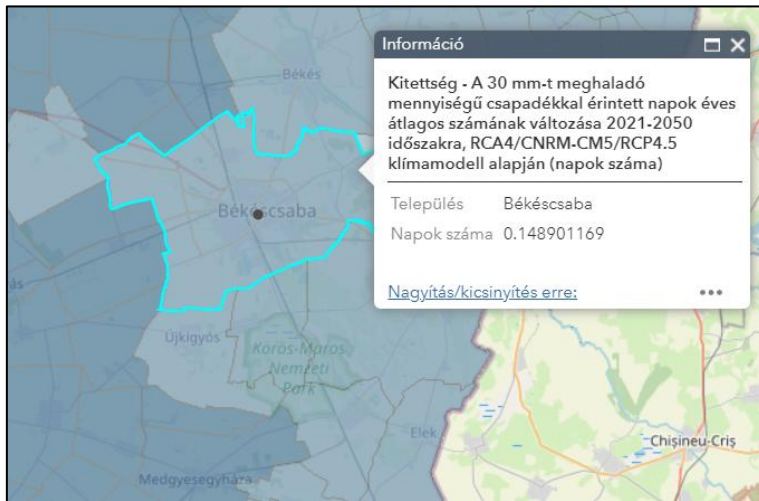 Információ
Kitettség - A 30 mm-t meghaladó
mennyiségű csapadékkal érintett napok éves
átlagos számának változása 2021-2050
időszakra, RCA4/CNRM-CM5/RCP4.5
klímamodell alapján (napok száma)
Település Békéscsaba
Napok száma 0.148901169
Nagyítás/kicsinyítés erre:
Békés
Békéscsaba
Újkígyós
Körös-Maros
Nemzeti
Park
Elek
Chișineu-Criș
Medgyesegyháza